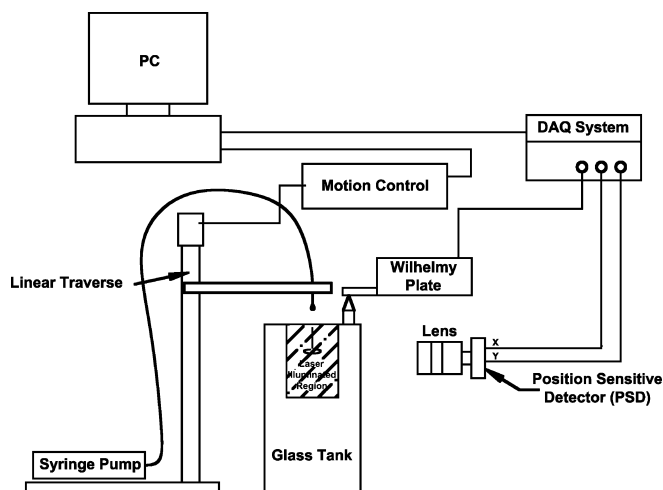 PC
DAQ System
Motion Control
Linear Traverse
Wilhelmy
Plate
Lens
X
Y
Laser
Illuminated
Region
Position Sensitive
Detector (PSD)
Glass Tank
Syringe Pump